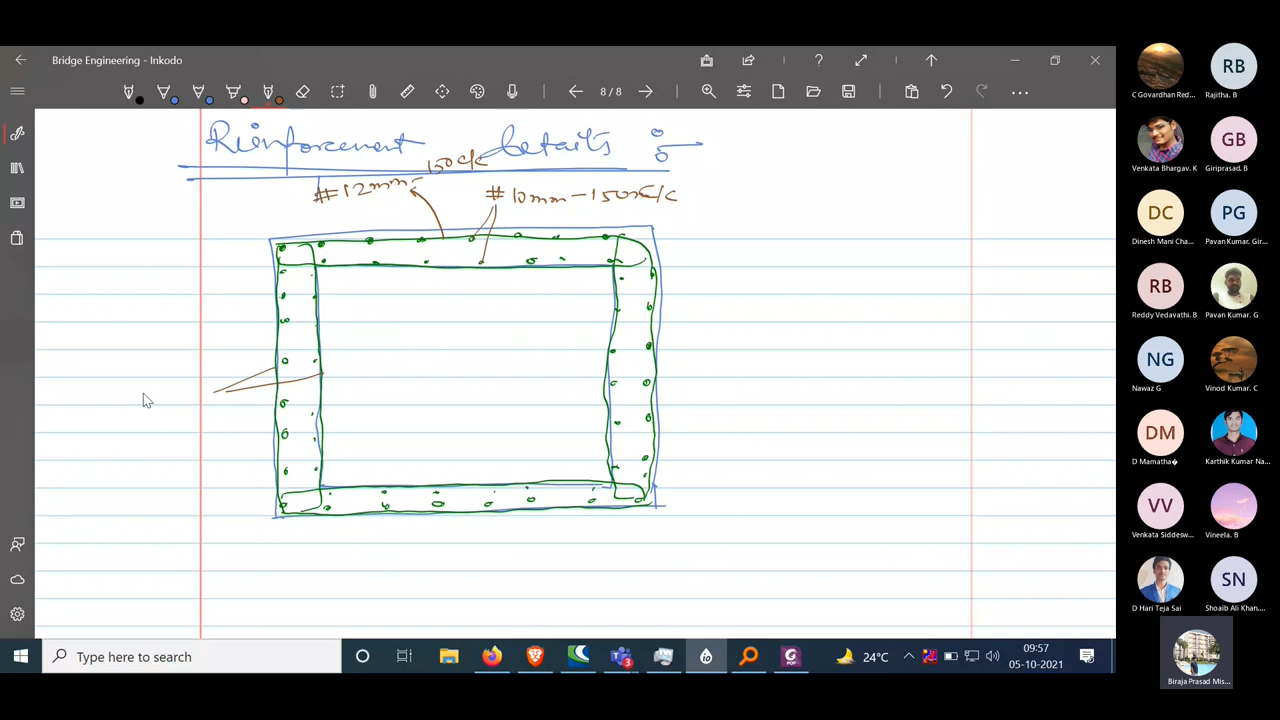 Bridge Engineering - Inkodo
8/8
Reinforcement details :-
150 c/c
#12mm-
#10mm-150mm c/c
Type here to search
24°C
09:57
05-10-2021
C Govardhan Red...
RB
Rajitha. B
Venkata Bhargav. K
GB
Giriprasad. B
DC
Dinesh Mani Cha...
PG
Pavan Kumar. Gir...
RB
Reddy Vedavathi. B
Pavan Kumar. G
NG
Nawaz G
Vinod Kumar. C
DM
D Mamatha�
Karthik Kumar Na...
VV
Venkata Siddesw...
Vineela. B
D Hari Teja Sai
SN
Shoaib Ali Khan....
Biraja Prasad Mis...